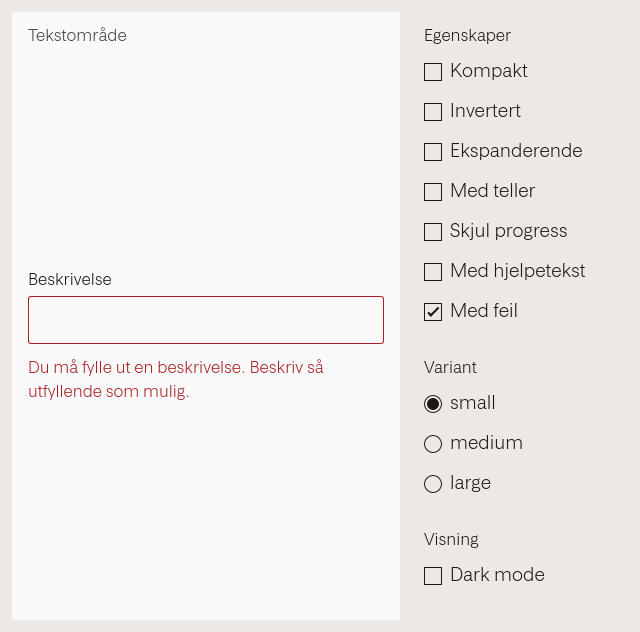 Tekstområde
Beskrivelse
Du må fylle ut en beskrivelse. Beskriv så
utfyllende som mulig.
Egenskaper
Kompakt
Invertert
Ekspanderende
Med teller
Skjul progress
Med hjelpetekst
Med feil
Variant
small
medium
large
Visning
Dark mode